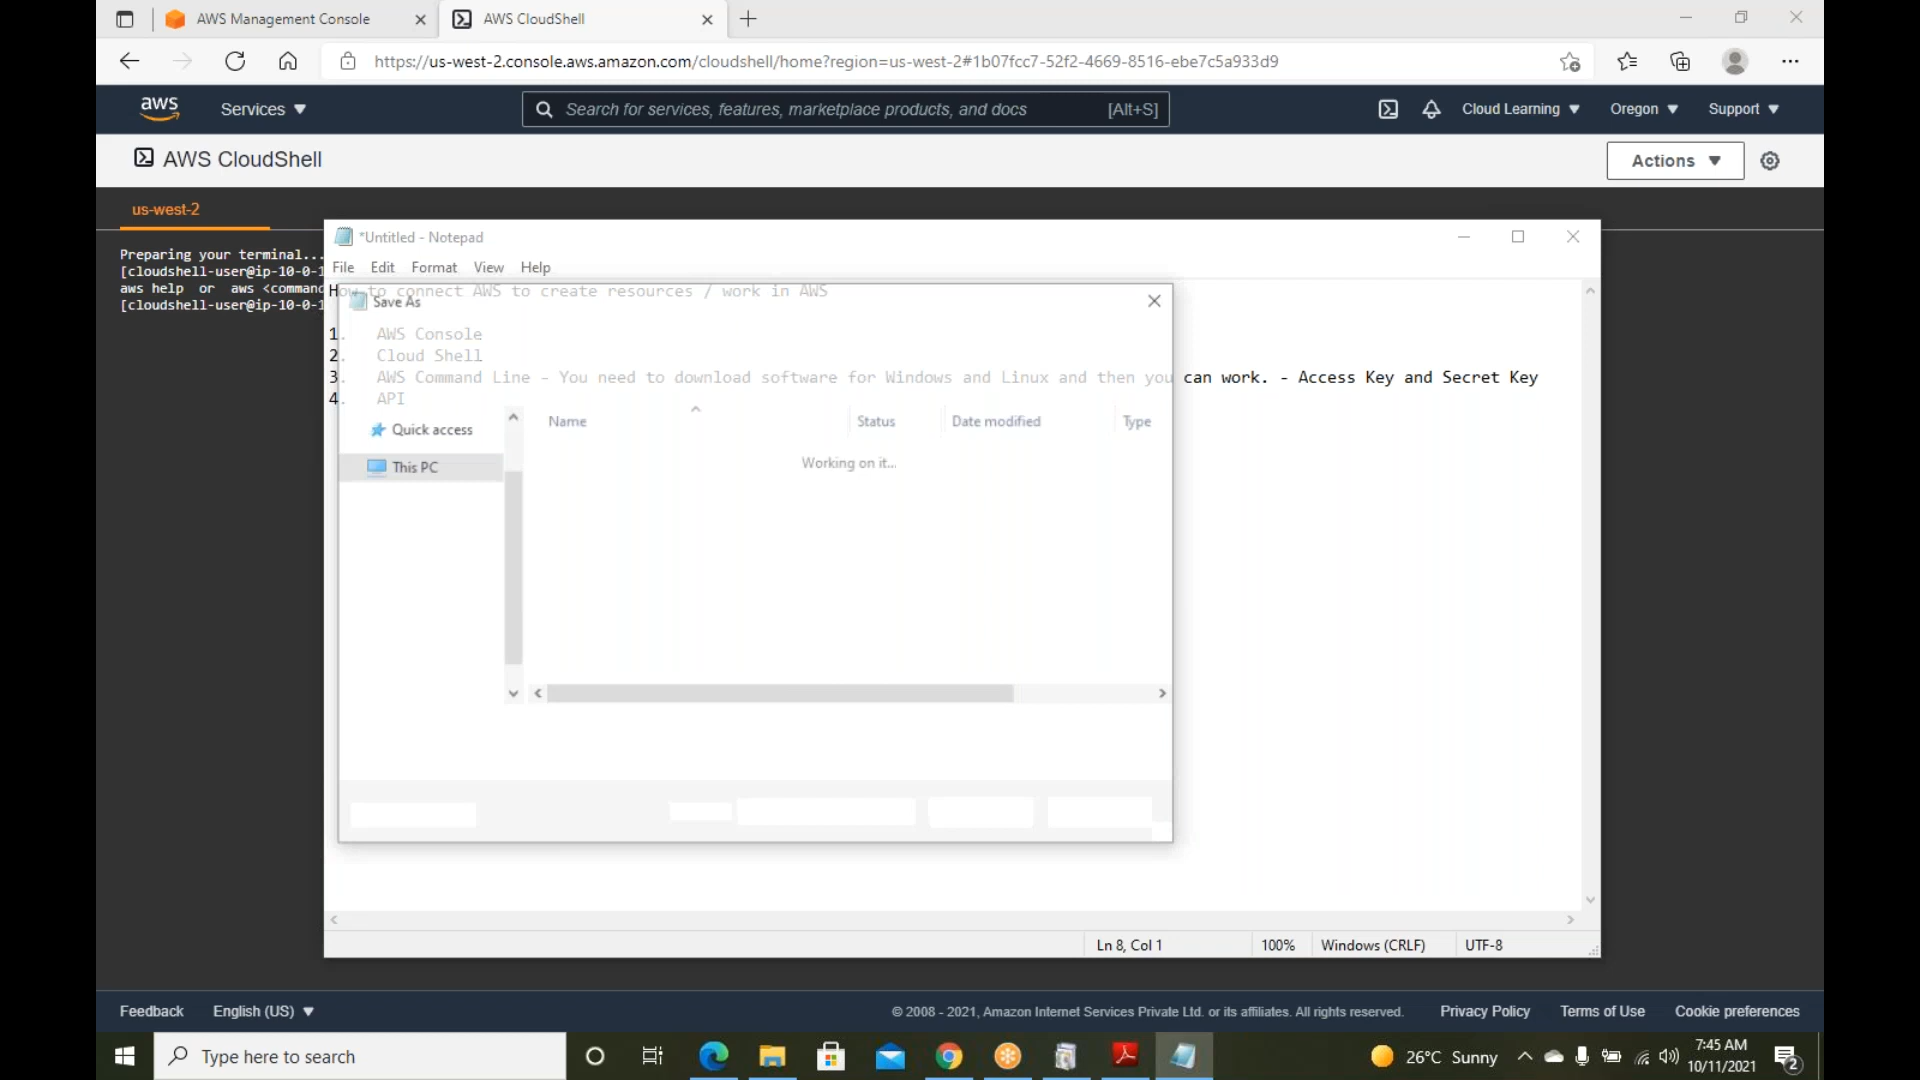 AWS Management Console
AWS CloudShell
https://us-west-2.console.aws.amazon.com/cloudshell/home?region=us-west-2#1b07fcc7-52f2-4669-8516-ebe7c5a933d9
aws
Services
Search for services, features, marketplace products, and docs
[Alt+S]
Cloud Learning
Oregon
Support
AWS CloudShell
Actions
us-west-2
Preparing your terminal...
[cloudshell-user@ip-10-0-1
aws help or aws <command
[cloudshell-user@ip-10-0-1
*Untitled - Notepad
File Edit Format View Help
How to connect AWS to create resources / work in AWS
Save As
1. AWS Console
2. Cloud Shell
3. AWS Command Line - You need to download software for Windows and Linux and then you can work. - Access Key and Secret Key
4. API
Name Status Date modified Type
Quick access
Working on it...
This PC
Ln 8, Col 1
100%
Windows (CRLF)
UTF-8
Feedback
English (US)
© 2008 - 2021, Amazon Internet Services Private Ltd. or its affiliates. All rights reserved.
Privacy Policy
Terms of Use
Cookie preferences
Type here to search
26°C Sunny
7:45 AM
10/11/2021
2